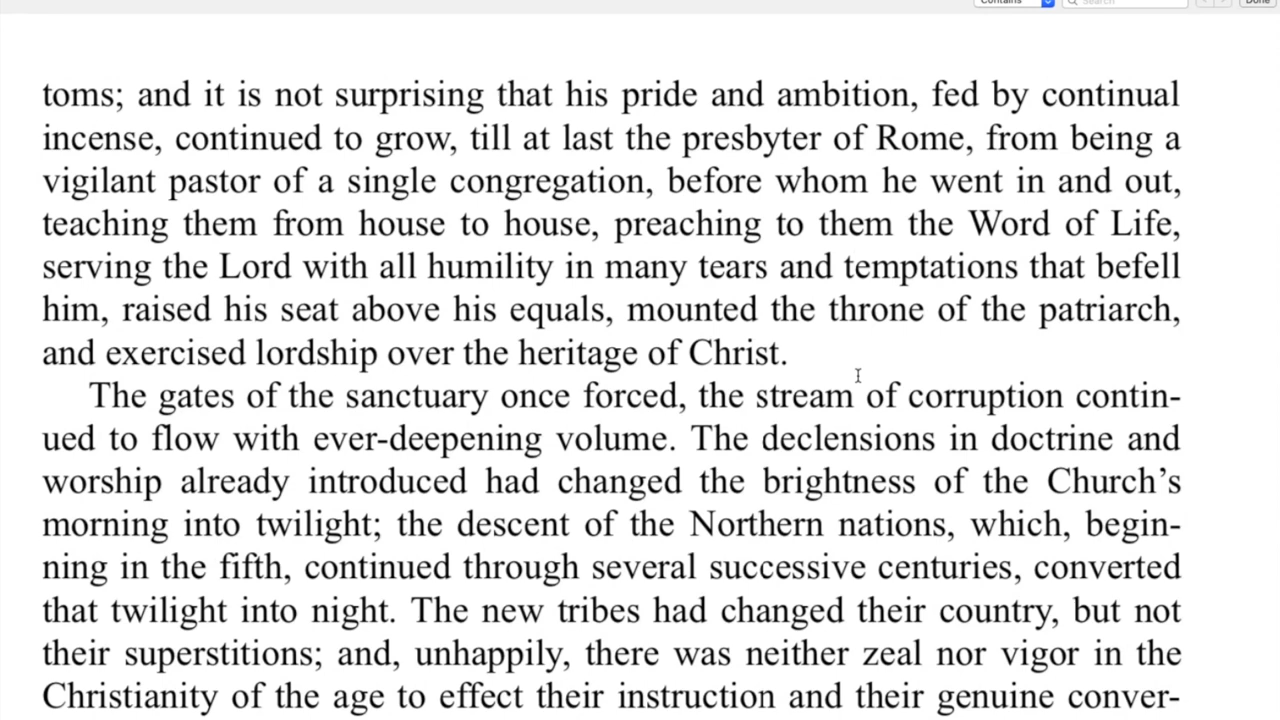 Contains
Search
Done
toms; and it is not surprising that his pride and ambition, fed by continual
incense, continued to grow, till at last the presbyter of Rome, from being a
vigilant pastor of a single congregation, before whom he went in and out,
teaching them from house to house, preaching to them the Word of Life,
serving the Lord with all humility in many tears and temptations that befell
him, raised his seat above his equals, mounted the throne of the patriarch,
and exercised lordship over the heritage of Christ.
The gates of the sanctuary once forced, the stream of corruption contin-
ued to flow with ever-deepening volume. The declensions in doctrine and
worship already introduced had changed the brightness of the Church’s
morning into twilight; the descent of the Northern nations, which, begin-
ning in the fifth, continued through several successive centuries, converted
that twilight into night. The new tribes had changed their country, but not
their superstitions; and, unhappily, there was neither zeal nor vigor in the
Christianity of the age to effect their instruction and their genuine conver-